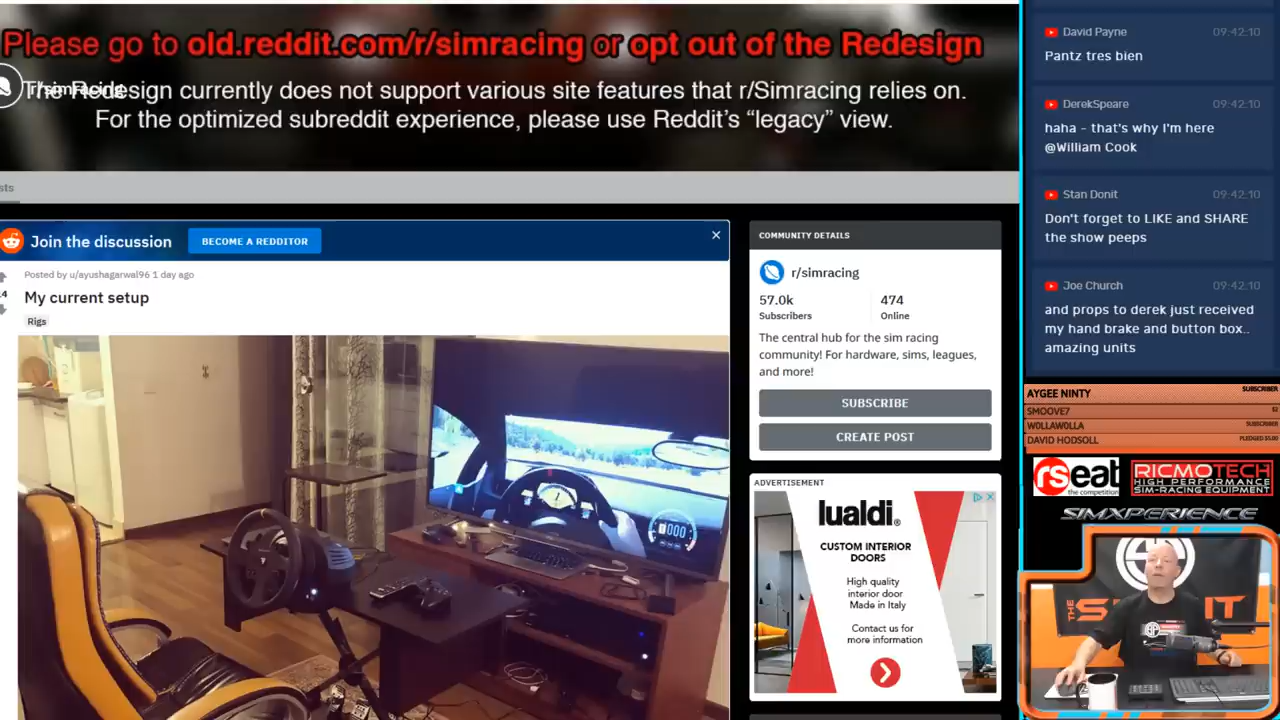 Please go to old.reddit.com/r/simracing or opt out of the Redesign
The Redesign currently does not support various site features that r/Simracing relies on.
For the optimized subreddit experience, please use Reddit's “legacy” view.
sts
Join the discussion
BECOME A REDDITOR
Posted by u/ayushagarwal96 1 day ago
My current setup
Rigs
COMMUNITY DETAILS
r/simracing
57.0k
474
Subscribers
Online
The central hub for the sim racing
community! For hardware, sims, leagues,
and more!
SUBSCRIBE
CREATE POST
ADVERTISEMENT
lualdi®
CUSTOM INTERIOR
DOORS
High quality
interior door
Made in Italy
Contact us for
more information
David Payne 09:42:10
Pantz tres bien
DerekSpeare 09:42:10
haha - that's why I'm here
@William Cook
Stan Donit 09:42:10
Don't forget to LIKE and SHARE
the show peeps
Joe Church 09:42:10
and props to derek just received
my hand brake and button box..
amazing units
AYGEE NINTY SUBSCRIBER
SMOOVE7
W0LLAW0LLA SUBSCRIBER
DAVID HODSOLL PLEDGED $5.00
rseat
the competition
RICMOTECH
HIGH PERFORMANCE
SIM-RACING EQUIPMENT
SIMXPERIENCE
THE